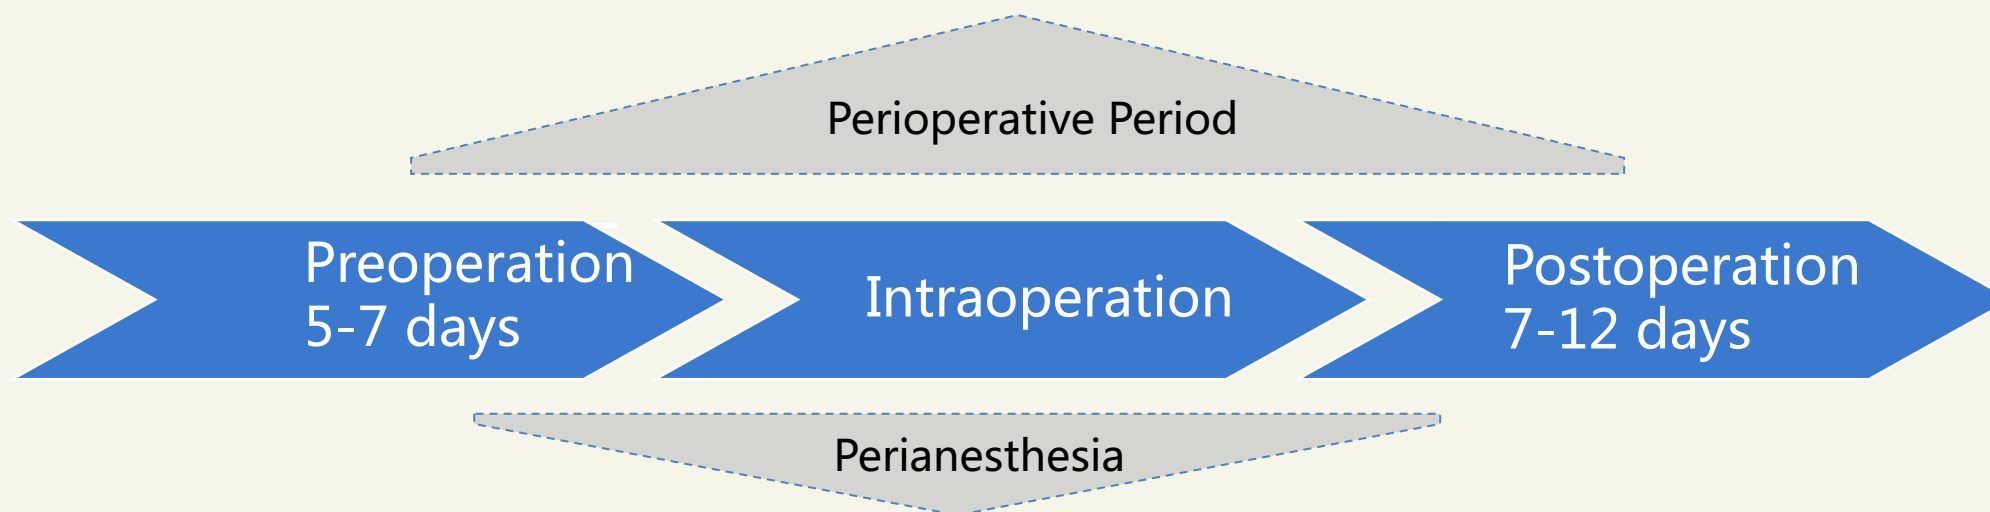 Perioperative Period
Preoperation
5-7 days
Intraoperation
Postoperation
7-12 days
Perianesthesia